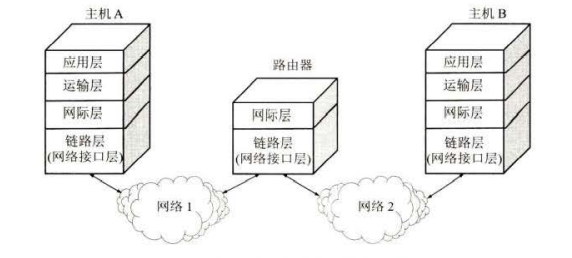 主机 A
应用层
运输层
网际层
链路层
(网络接口层)
路由器
网际层
链路层
(网络接口层)
主机 B
应用层
运输层
网际层
链路层
(网络接口层)
网络 1
网络 2